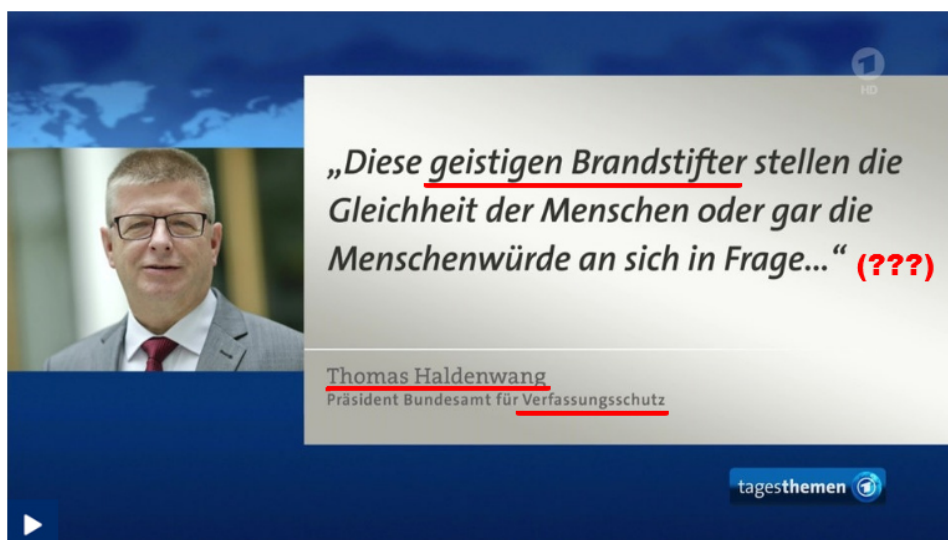 HD
„Diese geistigen Brandstifter stellen die
Gleichheit der Menschen oder gar die
Menschenwürde an sich in Frage...“ (???)
Thomas Haldenwang
Präsident Bundesamt für Verfassungsschutz
tagesthemen